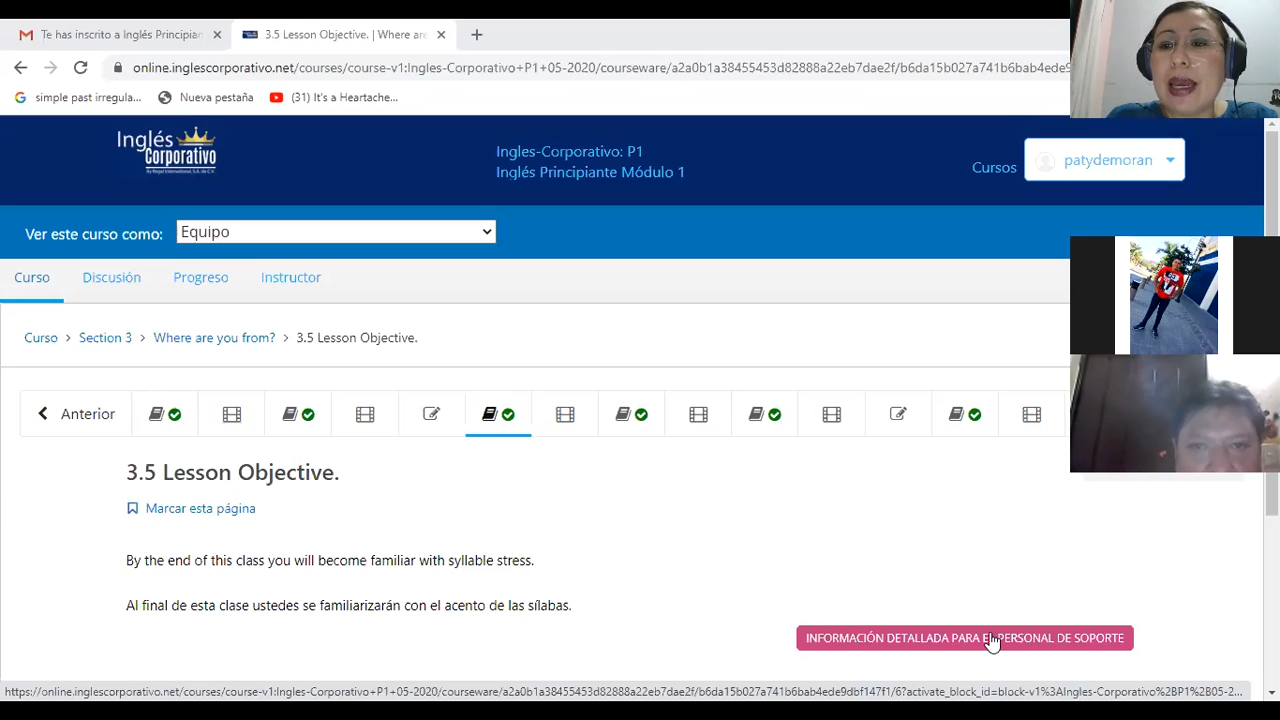 Te has inscrito a Inglés Principian
3.5 Lesson Objective. | Where are
online.inglescorporativo.net/courses/course-v1:Ingles-Corporativo+P1+05-2020/courseware/a2a0b1a38455453d82888a22eb7dae2f/b6da15b027a741b6bab4ede9
simple past irregula...
Nueva pestaña
(31) It's a Heartache...
Inglés
Corporativo
By Regal International, S.A. de C.V.
Ingles-Corporativo: P1
Inglés Principiante Módulo 1
Cursos
patydemoran
Ver este curso como:
Equipo
Curso
Discusión
Progreso
Instructor
Curso > Section 3 > Where are you from? > 3.5 Lesson Objective.
Anterior
3.5 Lesson Objective.
Marcar esta página
By the end of this class you will become familiar with syllable stress.
Al final de esta clase ustedes se familiarizarán con el acento de las sílabas.
INFORMACIÓN DETALLADA PARA EL PERSONAL DE SOPORTE
https://online.inglescorporativo.net/courses/course-v1:Ingles-Corporativo+P1+05-2020/courseware/a2a0b1a38455453d82888a22eb7dae2f/b6da15b027a741b6bab4ede9dbf147f1/6?activate_block_id=block-v1%3AIngles-Corporativo%2BP1%2B05-2...